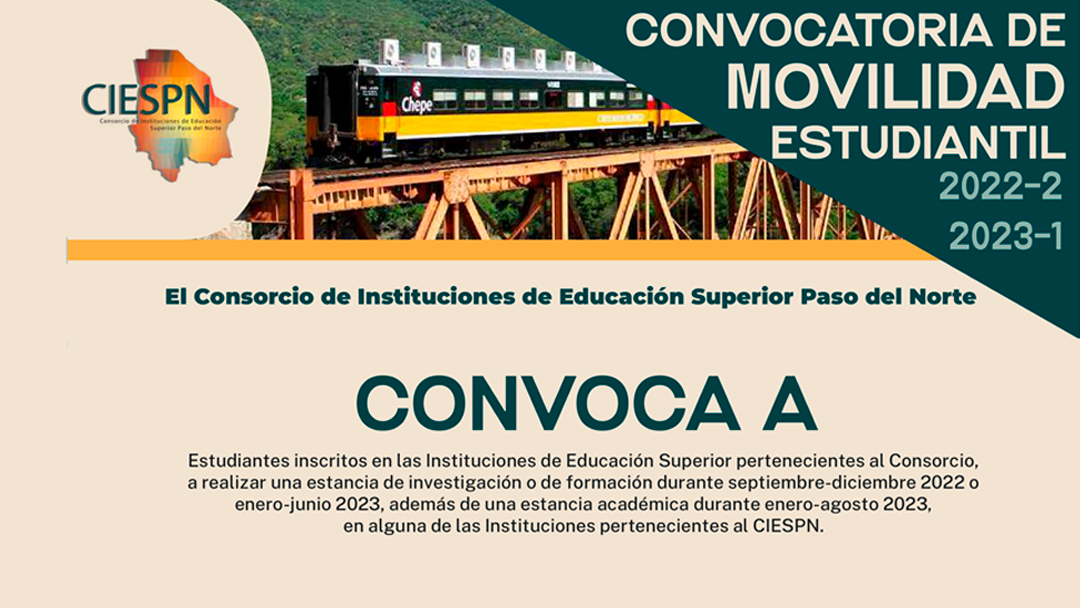 CIESPN
Consorcio de Instituciones de Educación
Superior Paso del Norte
Chepe
CONVOCATORIA DE
MOVILIDAD
ESTUDIANTIL
2022-2
2023-1
El Consorcio de Instituciones de Educación Superior Paso del Norte
CONVOCA A
Estudiantes inscritos en las Instituciones de Educación Superior pertenecientes al Consorcio,
a realizar una estancia de investigación o de formación durante septiembre-diciembre 2022 o
enero-junio 2023, además de una estancia académica durante enero-agosto 2023,
en alguna de las Instituciones pertenecientes al CIESPN.